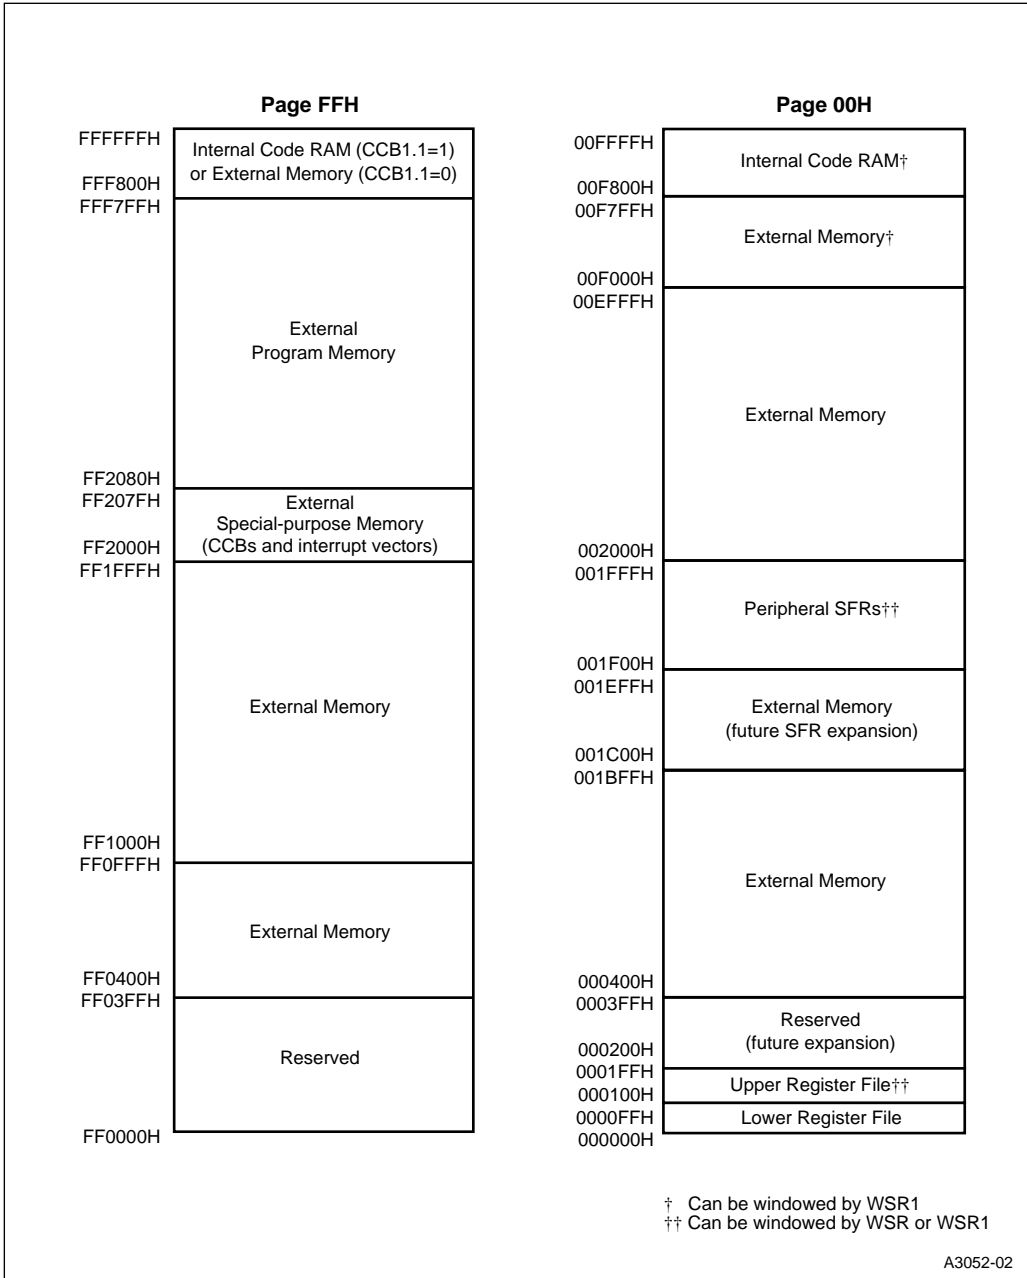 Page FFH
FFFFFFH
Internal Code RAM (CCB1.1=1)
or External Memory (CCB1.1=0)
FFF800H
FFF7FFH
External
Program Memory
FF2080H
FF207FH
External
Special-purpose Memory
(CCBs and interrupt vectors)
FF2000H
FF1FFFH
External Memory
FF1000H
FF0FFFH
External Memory
FF0400H
FF03FFH
Reserved
FF0000H
Page 00H
00FFFFH
Internal Code RAM†
00F800H
00F7FFH
External Memory†
00F000H
00EFFFH
External Memory
002000H
001FFFH
Peripheral SFRs††
001F00H
001EFFH
External Memory
(future SFR expansion)
001C00H
001BFFH
External Memory
000400H
0003FFH
Reserved
(future expansion)
000200H
0001FFH
Upper Register File††
000100H
0000FFH
Lower Register File
000000H
† Can be windowed by WSR1
†† Can be windowed by WSR or WSR1
A3052-02